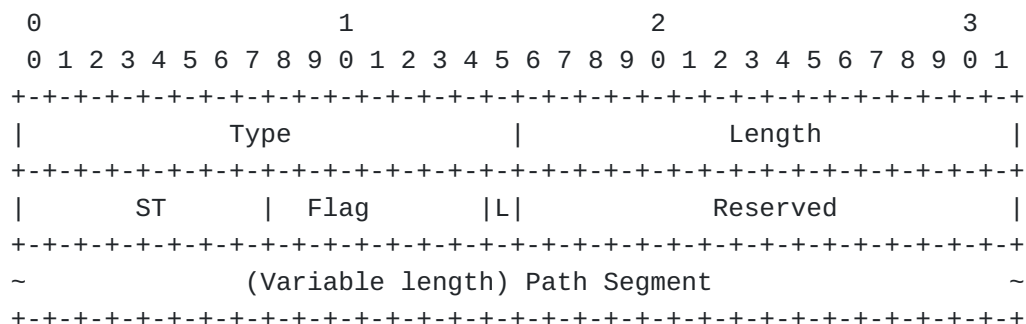 0                   1                   2                   3
 0 1 2 3 4 5 6 7 8 9 0 1 2 3 4 5 6 7 8 9 0 1 2 3 4 5 6 7 8 9 0 1
+-+-+-+-+-+-+-+-+-+-+-+-+-+-+-+-+-+-+-+-+-+-+-+-+-+-+-+-+-+-+-+-+
|             Type              |             Length            |
+-+-+-+-+-+-+-+-+-+-+-+-+-+-+-+-+-+-+-+-+-+-+-+-+-+-+-+-+-+-+-+-+
|       ST      |  Flag       |L|            Reserved           |
+-+-+-+-+-+-+-+-+-+-+-+-+-+-+-+-+-+-+-+-+-+-+-+-+-+-+-+-+-+-+-+-+
~              (Variable length) Path Segment                   ~
+-+-+-+-+-+-+-+-+-+-+-+-+-+-+-+-+-+-+-+-+-+-+-+-+-+-+-+-+-+-+-+-+